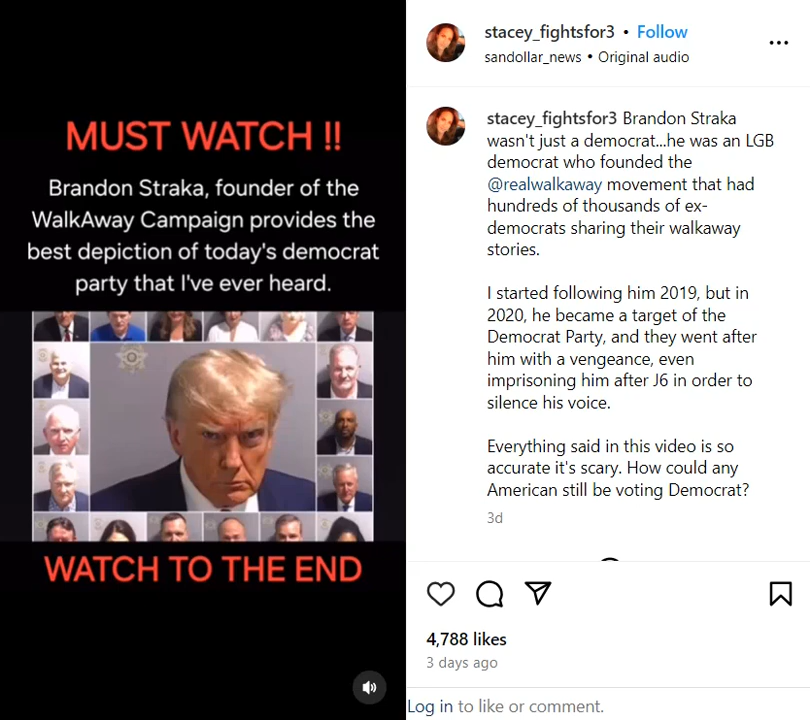 MUST WATCH !!
Brandon Straka, founder of the
WalkAway Campaign provides the
best depiction of today's democrat
party that I've ever heard.
WATCH TO THE END
stacey_fightsfor3 • Follow
sandollar_news • Original audio
stacey_fightsfor3 Brandon Straka
wasn't just a democrat...he was an LGB
democrat who founded the
@realwalkaway movement that had
hundreds of thousands of ex-
democrats sharing their walkaway
stories.
I started following him 2019, but in
2020, he became a target of the
Democrat Party, and they went after
him with a vengeance, even
imprisoning him after J6 in order to
silence his voice.
Everything said in this video is so
accurate it's scary. How could any
American still be voting Democrat?
3d
4,788 likes
3 days ago
Log in to like or comment.